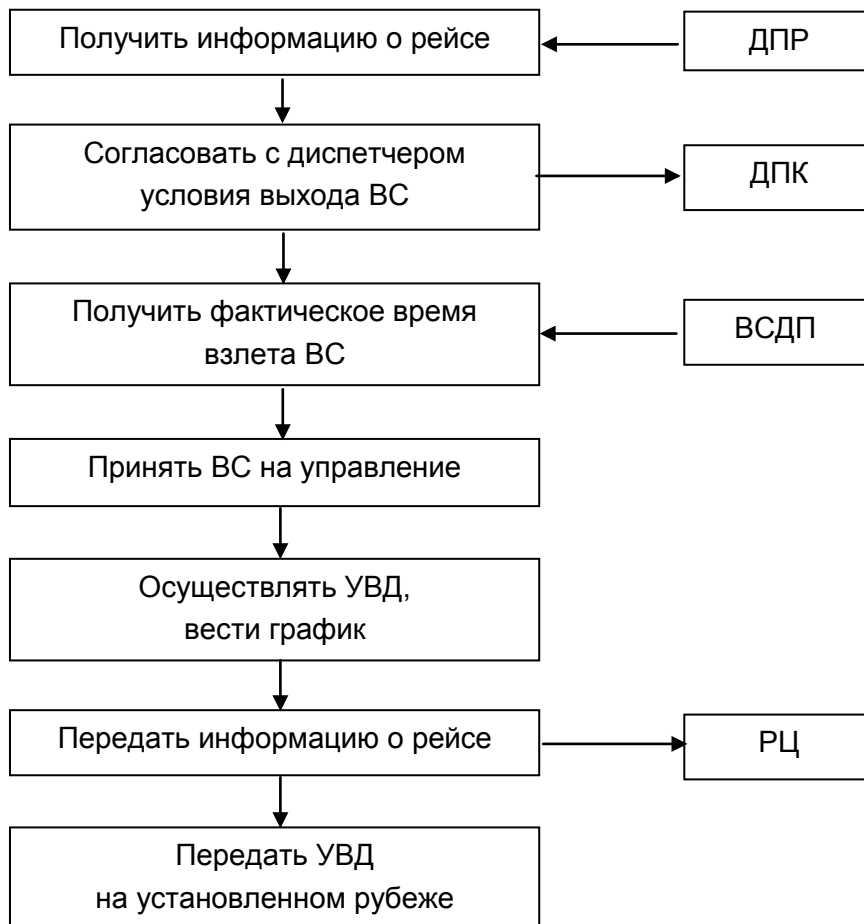 Получить информацию о рейсе
ДПР
Согласовать с диспетчером
условия выхода ВС
ДПК
Получить фактическое время
взлета ВС
ВСДП
Принять ВС на управление
Осуществлять УВД,
вести график
Передать информацию о рейсе
РЦ
Передать УВД
на установленном рубеже